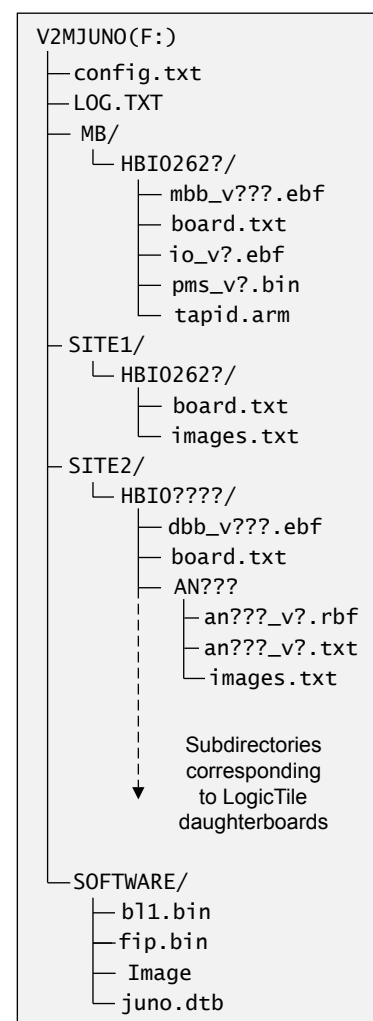 V2MJUNO(F:)
config.txt
LOG.TXT
MB/
HBI0262?/
mbb_v???.ebf
board.txt
io_v?.ebf
pms_v?.bin
tapid.arm
SITE1/
HBI0262?/
board.txt
images.txt
SITE2/
HBI0????/
dbb_v???.ebf
board.txt
AN???
an???_v?.rbf
an???_v?.txt
images.txt
Subdirectories
corresponding
to LogicTile
daughterboards
SOFTWARE/
bl1.bin
fip.bin
Image
juno.dtb